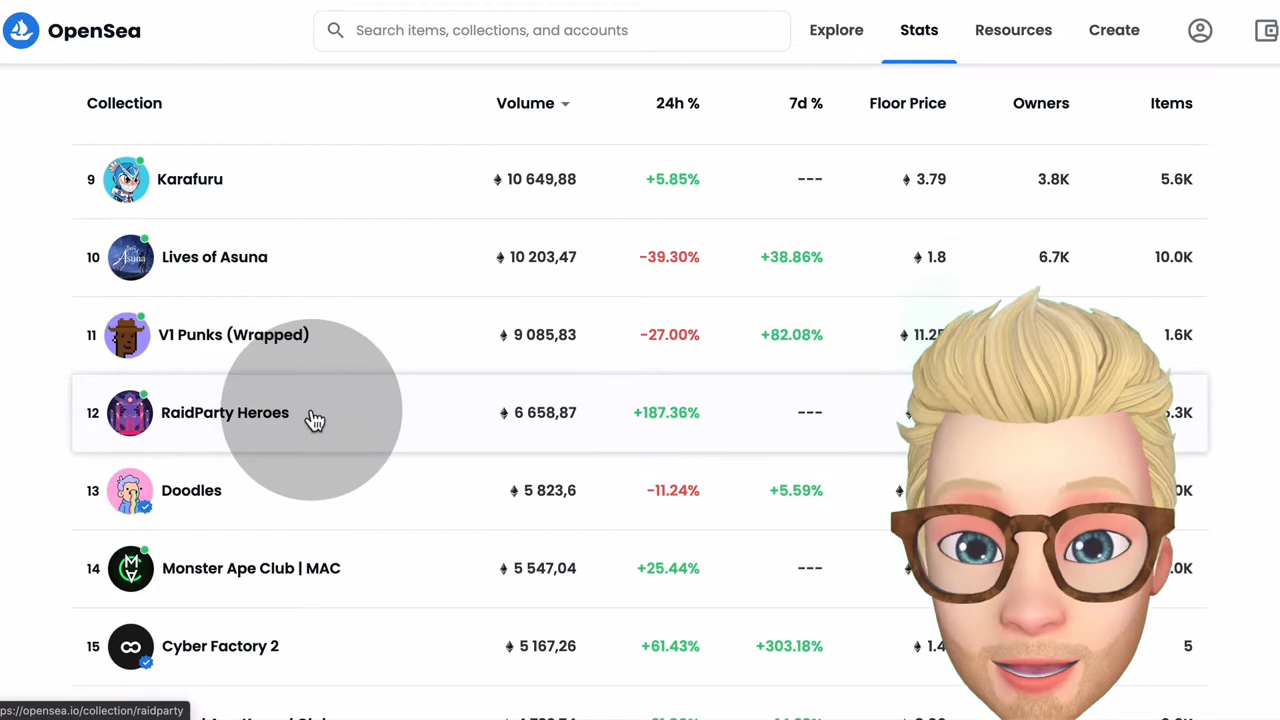 OpenSea Search items, collections, and accounts Explore Stats Resources Create
Collection Volume 24h % 7d % Floor Price Owners Items
9 Karafuru 10 649,88 +5.85% --- 3.79 3.8K 5.6K
10 Lives of Asuna 10 203,47 -39.30% +38.86% 1.8 6.7K 10.0K
11 V1 Punks (Wrapped) 9 085,83 -27.00% +82.08% 1.6K
12 RaidParty Heroes 6 658,87 +187.36% ---
13 Doodles 5 823,6 -11.24% +5.59%
14 Monster Ape Club | MAC 5 547,04 +25.44% ---
15 Cyber Factory 2 5 167,26 +61.43% +303.18% 5
ps://opensea.io/collection/raidparty